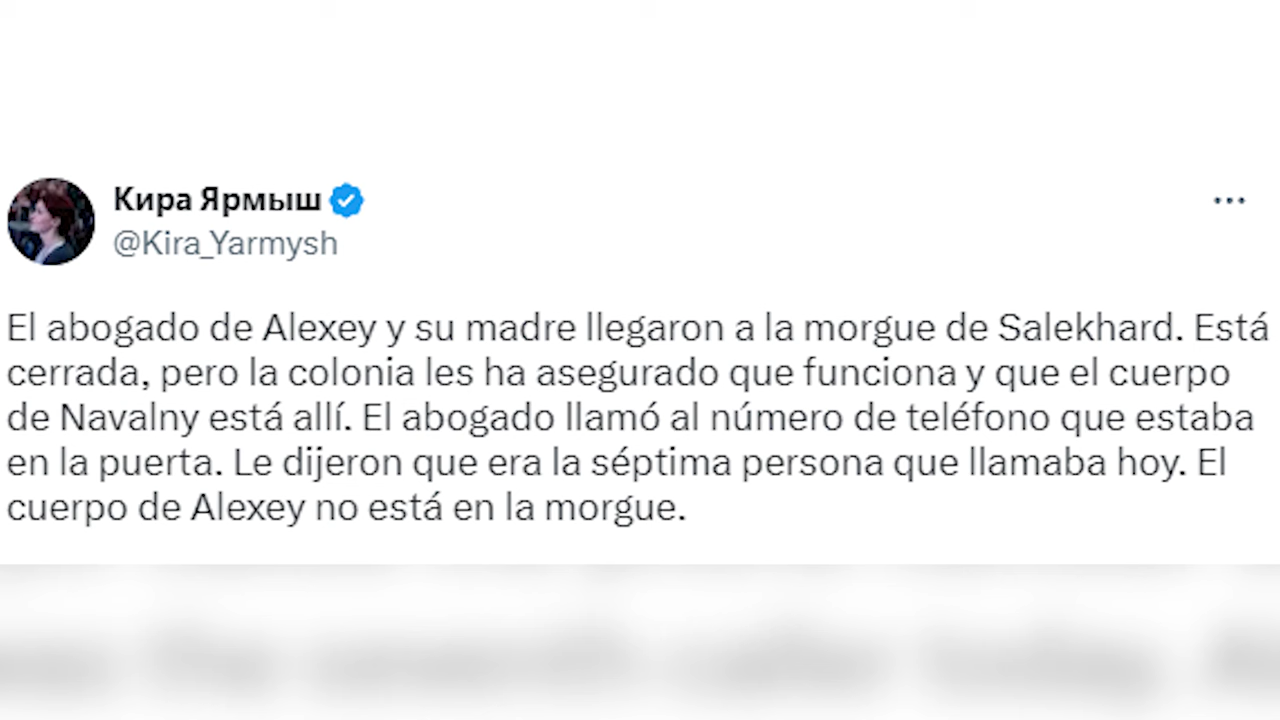 Кира Ярмыш
@Kira_Yarmysh
El abogado de Alexey y su madre llegaron a la morgue de Salekhard. Está
cerrada, pero la colonia les ha asegurado que funciona y que el cuerpo
de Navalny está allí. El abogado llamó al número de teléfono que estaba
en la puerta. Le dijeron que era la séptima persona que llamaba hoy. El
cuerpo de Alexey no está en la morgue.